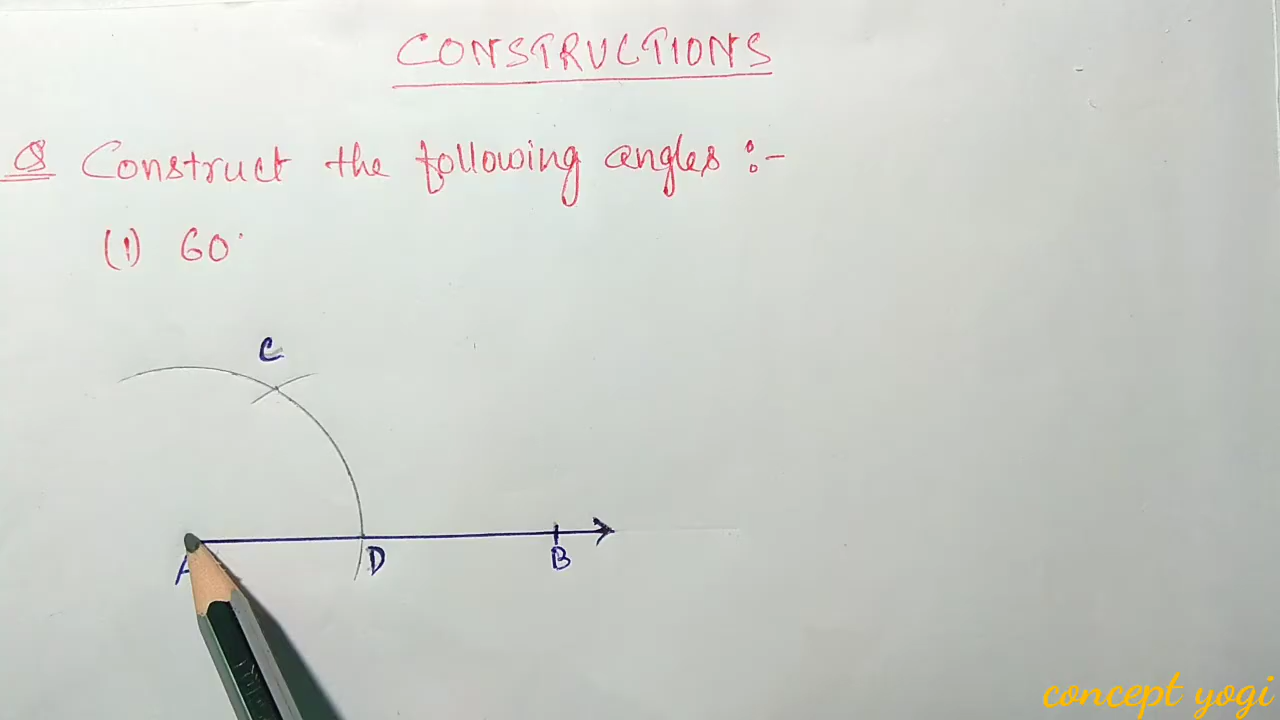 CONSTRUCTIONS
Q Construct the following angles :-
(1) 60°
C
A D B
concept yogi